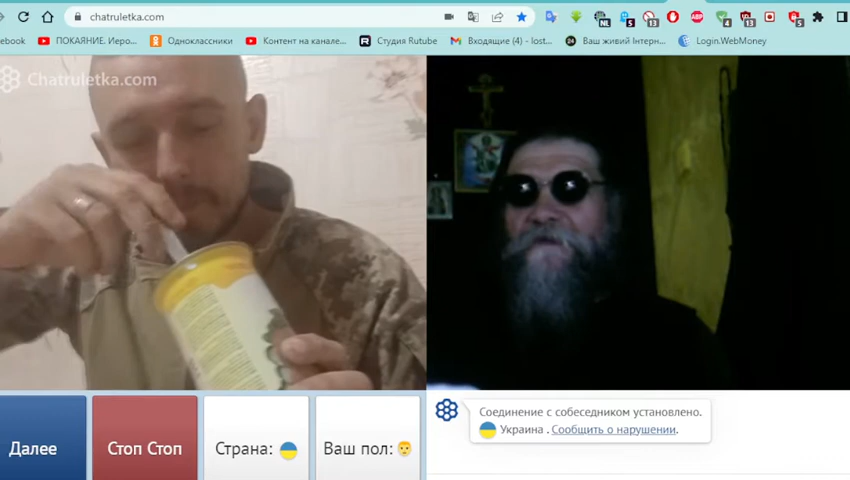 chatruletka.com
ebook ПОКАЯНИЕ. Иеро... Одноклассники Контент на канале... Студия Rutube Входящие (4) - lost... Ваш живий Інтерн... Login.WebMoney
Chatruletka.com
Соединение с собеседником установлено.
Украина . Сообщить о нарушении.
Далее
Стоп Стоп
Страна:
Ваш пол: